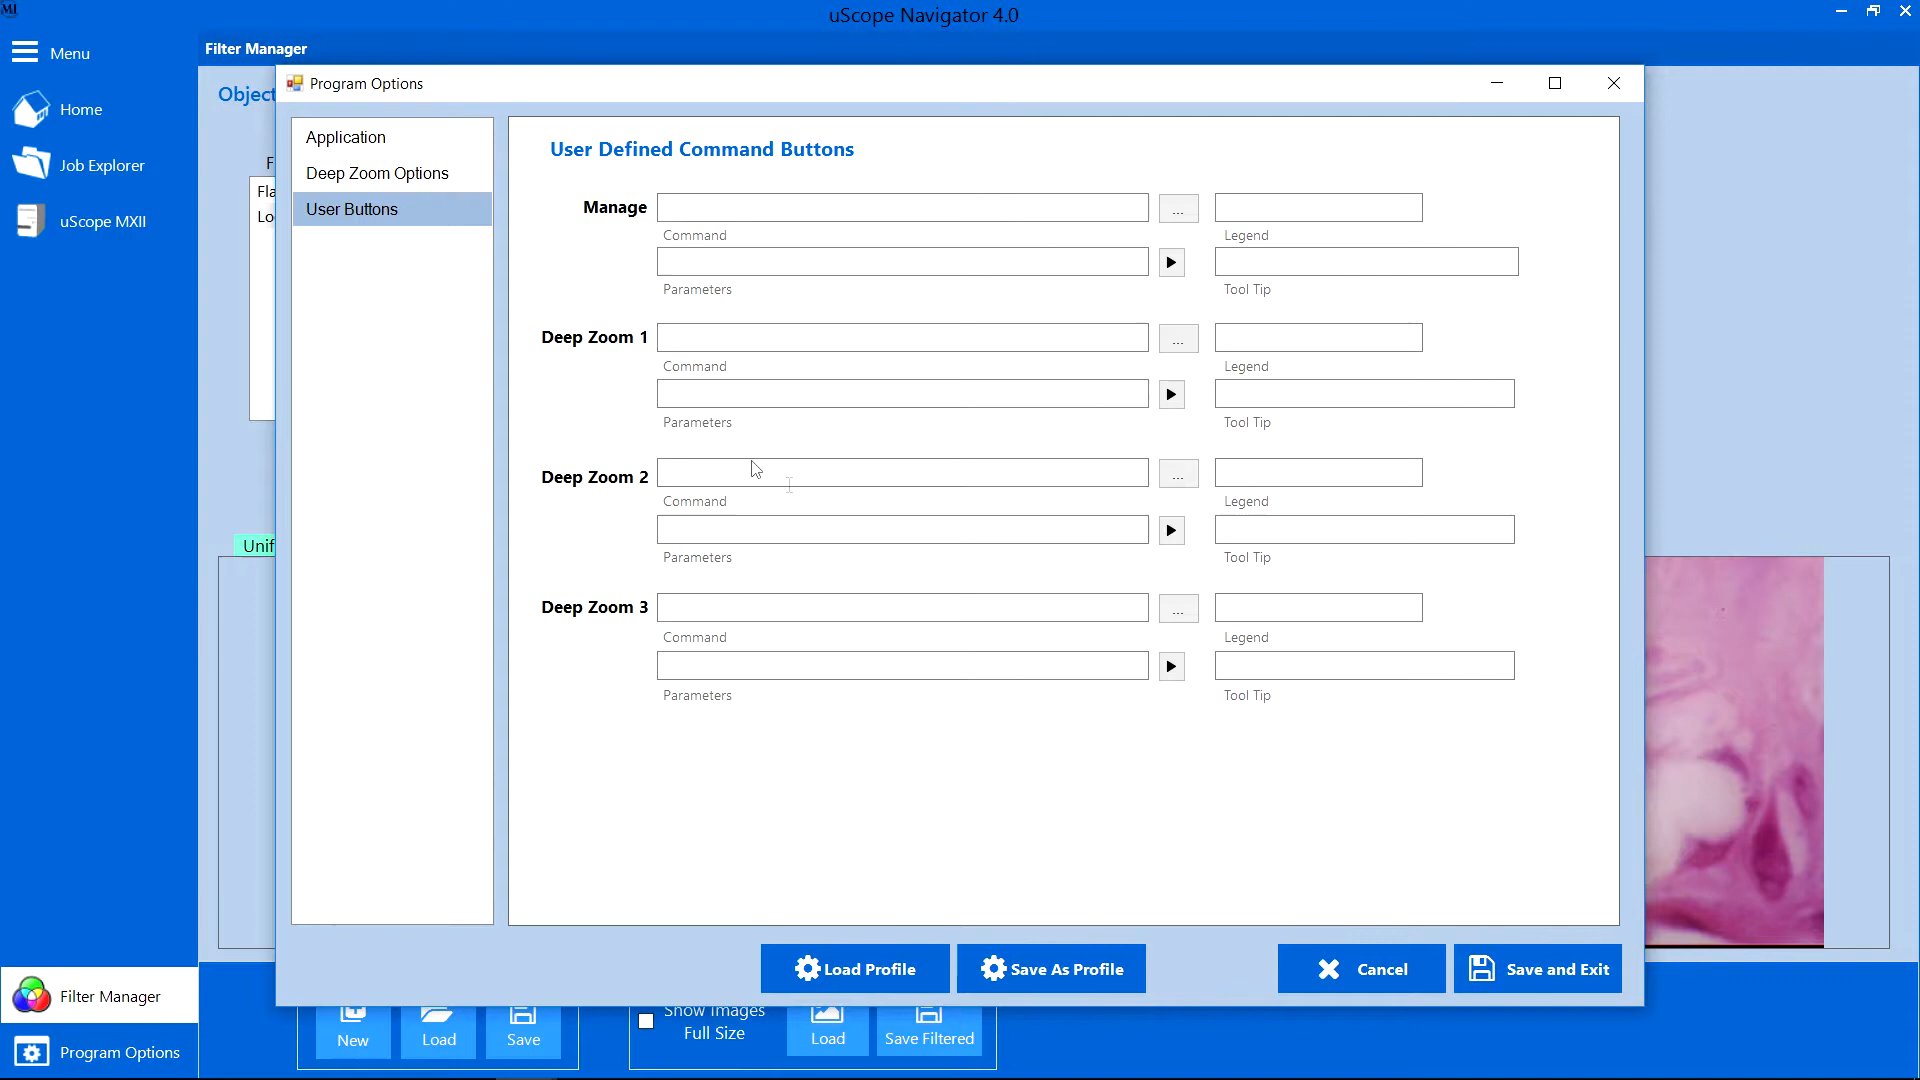 MI
uScope Navigator 4.0
Menu
Filter Manager
Home
Job Explorer
uScope MXII
Object
F
Fla
Lo
Unif
Program Options
Application
Deep Zoom Options
User Buttons
User Defined Command Buttons
Manage
...
Command
Legend
Parameters
Tool Tip
Deep Zoom 1
...
Command
Legend
Parameters
Tool Tip
Deep Zoom 2
...
Command
Legend
Parameters
Tool Tip
Deep Zoom 3
...
Command
Legend
Parameters
Tool Tip
Load Profile
Save As Profile
Cancel
Save and Exit
Filter Manager
Program Options
New
Load
Save
Show Images
Full Size
Load
Save Filtered